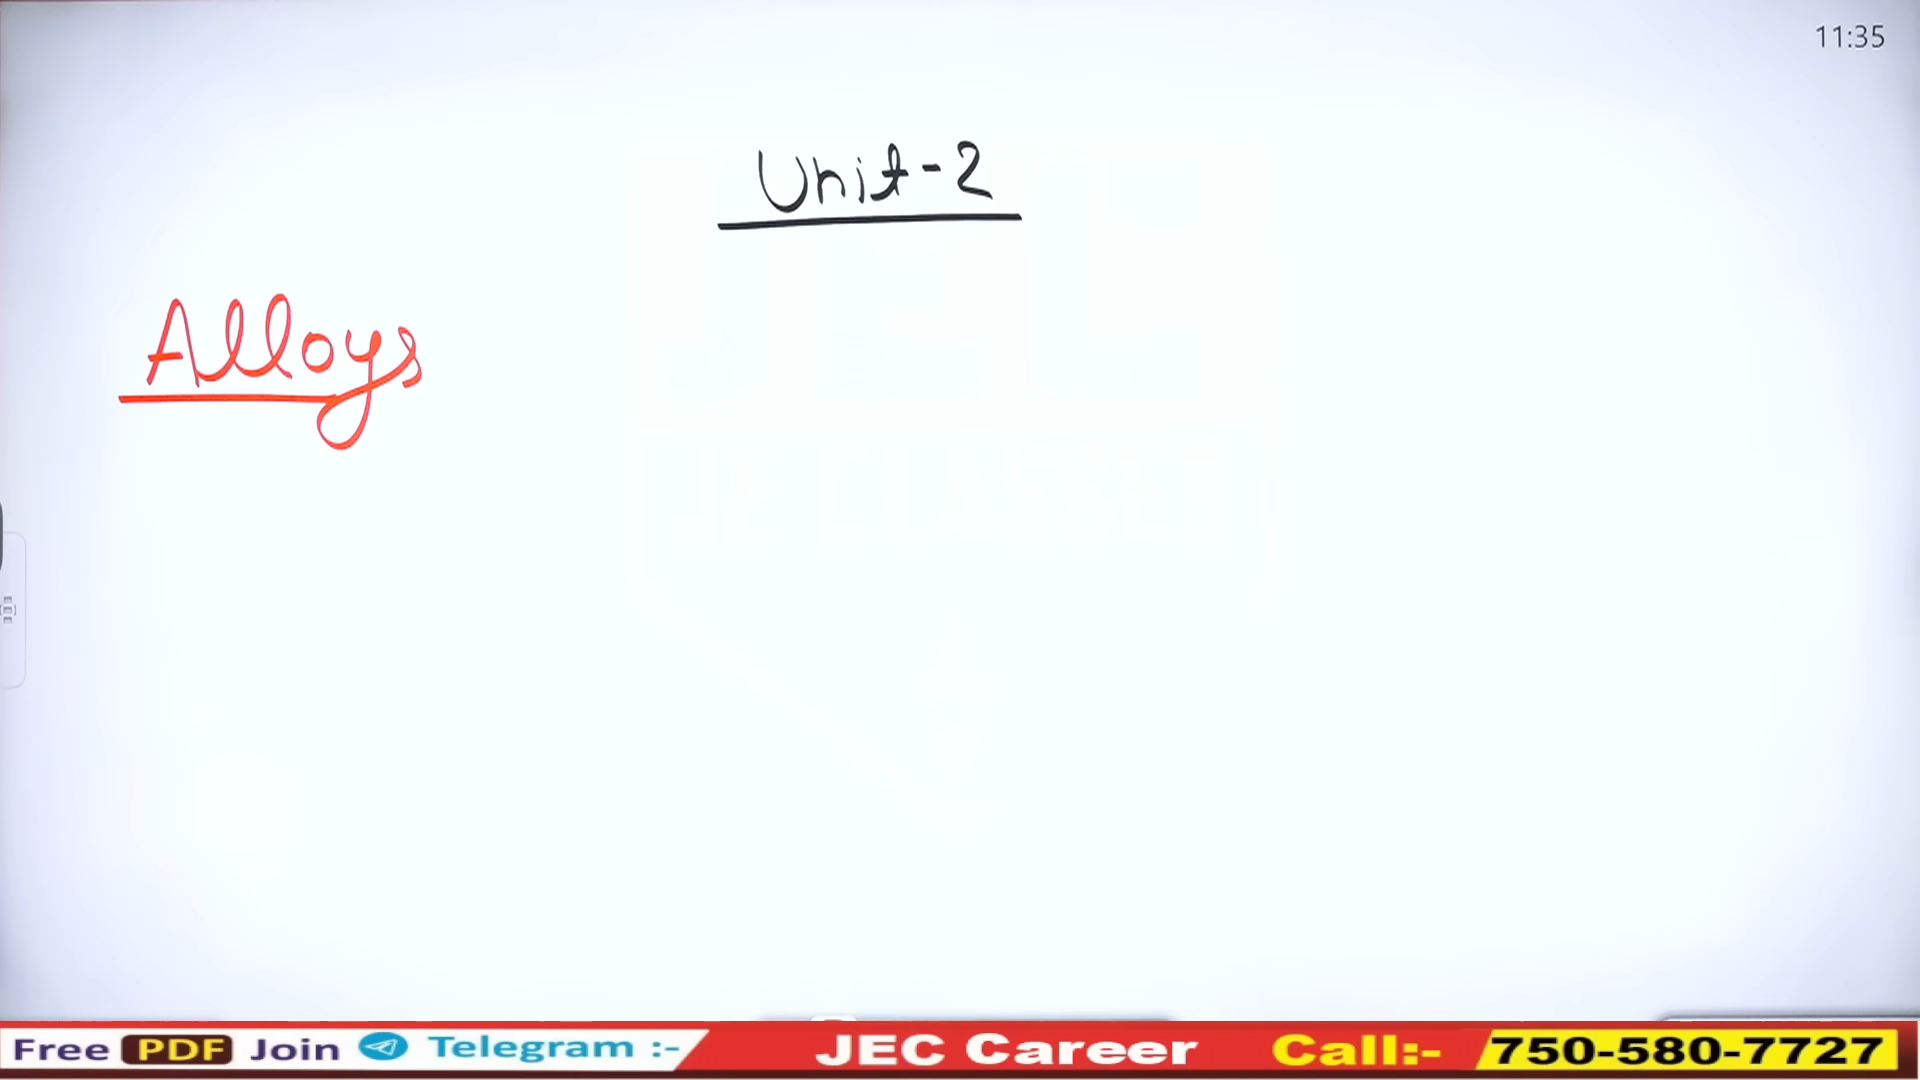 11:35
Unit-2
Alloys
Free PDF Join Telegram :- JEC Career Call:- 750-580-7727